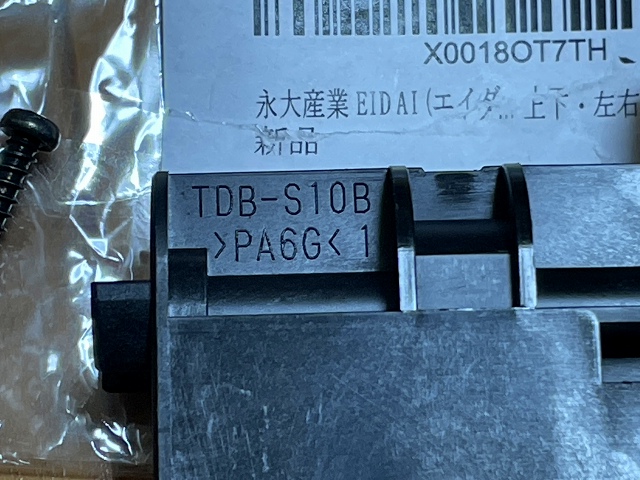 X0018OT7TH
永大産業 EIDAI (エイダ... 上下・左右
新品
TDB-S10B
>PA6G< 1